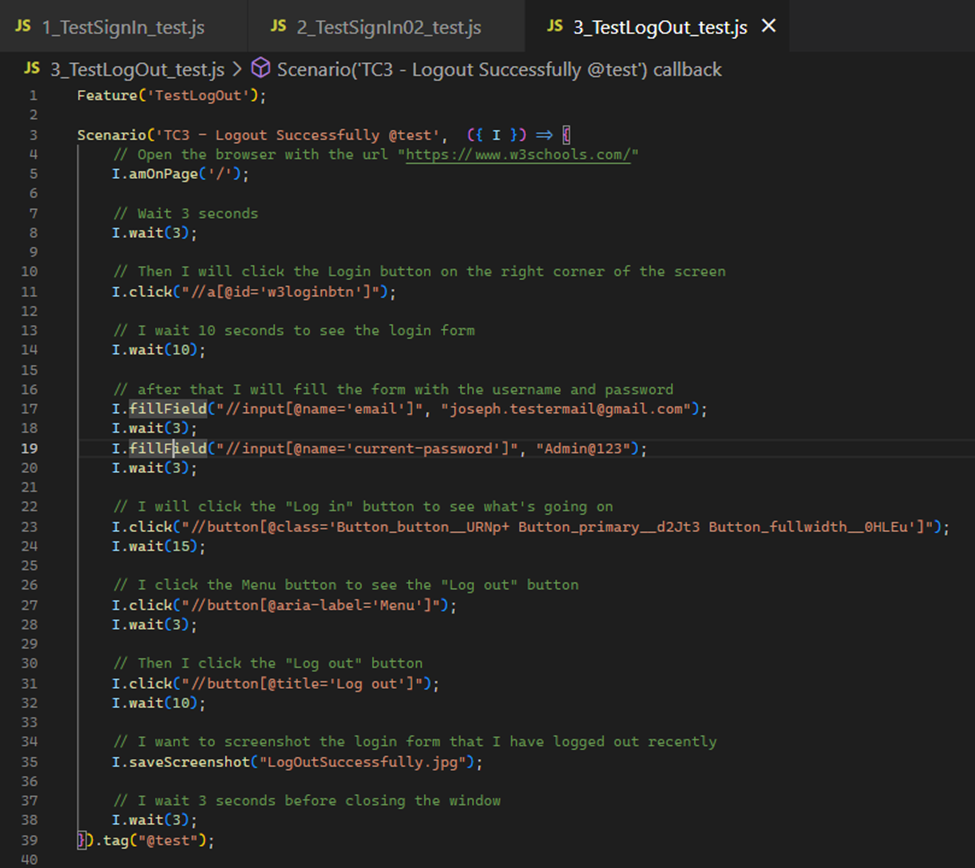 JS 1_TestSignIn_test.js JS 2_TestSignIn02_test.js JS 3_TestLogOut_test.js ×
JS 3_TestLogOut_test.js > Scenario('TC3 - Logout Successfully @test') callback
1 Feature('TestLogOut');
2
3 Scenario('TC3 - Logout Successfully @test', ({ I }) => {
4 // Open the browser with the url "https://www.w3schools.com/"
5 I.amOnPage('/');
6
7 // Wait 3 seconds
8 I.wait(3);
9
10 // Then I will click the Login button on the right corner of the screen
11 I.click("//a[@id='w3loginbtn']");
12
13 // I wait 10 seconds to see the login form
14 I.wait(10);
15
16 // after that I will fill the form with the username and password
17 I.fillField("//input[@name='email']", "joseph.testermail@gmail.com");
18 I.wait(3);
19 I.fillField("//input[@name='current-password']", "Admin@123");
20 I.wait(3);
21
22 // I will click the "Log in" button to see what's going on
23 I.click("//button[@class='Button_button__URNp+ Button_primary__d2Jt3 Button_fullwidth__0HLEu']");
24 I.wait(15);
25
26 // I click the Menu button to see the "Log out" button
27 I.click("//button[@aria-label='Menu']");
28 I.wait(3);
29
30 // Then I click the "Log out" button
31 I.click("//button[@title='Log out']");
32 I.wait(10);
33
34 // I want to screenshot the login form that I have logged out recently
35 I.saveScreenshot("LogOutSuccessfully.jpg");
36
37 // I wait 3 seconds before closing the window
38 I.wait(3);
39 }).tag("@test");
40